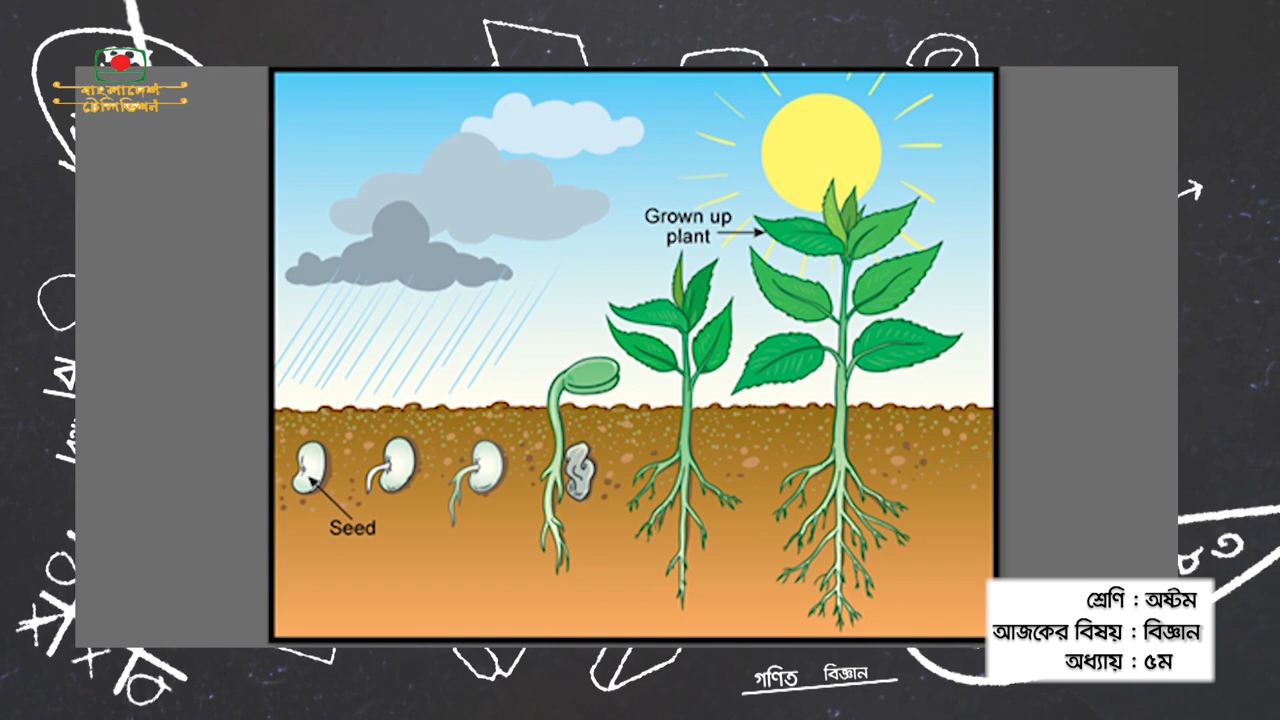 বাংলাদেশ
টেলিভিশন
Grown up
plant
Seed
শ্রেণি : অষ্টম
আজকের বিষয় : বিজ্ঞান
অধ্যায় : ৫ম
গণিত বিজ্ঞান